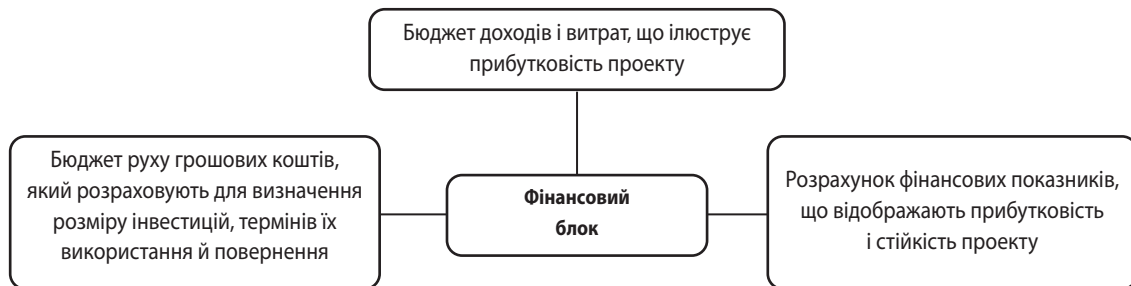 Бюджет доходів і витрат, що ілюструє
прибутковість проекту
Бюджет руху грошових коштів,
який розраховують для визначення
розміру інвестицій, термінів їх
використання й повернення
Фінансовий
блок
Розрахунок фінансових показників,
що відображають прибутковість
і стійкість проекту